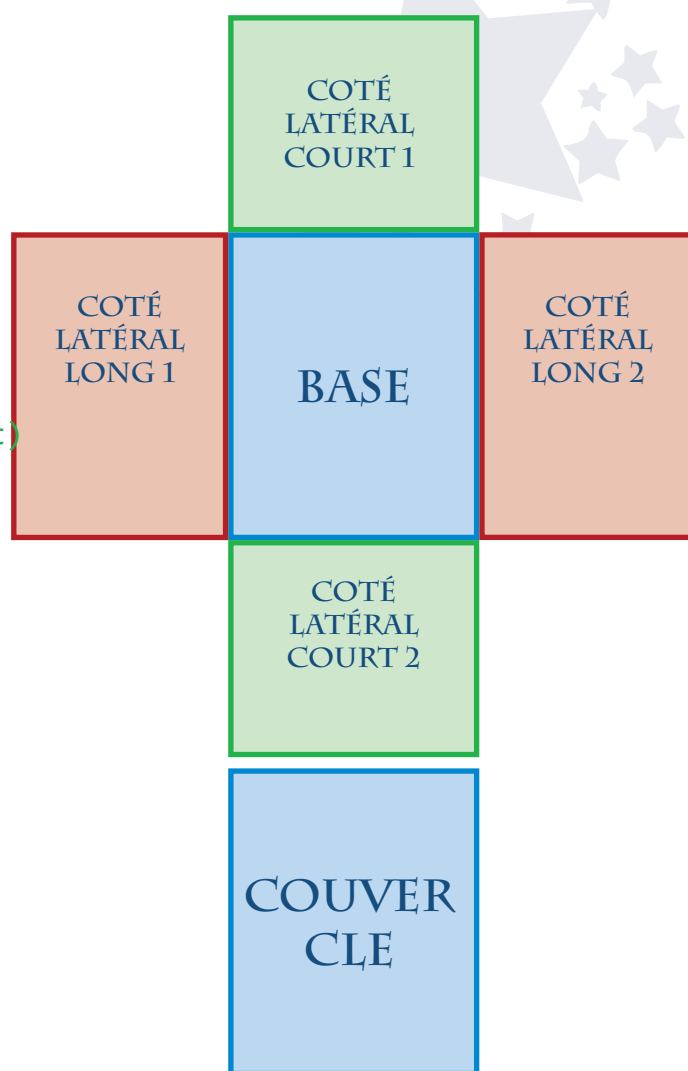 COTÉ
LATÉRAL
COURT 1
COTÉ
LATÉRAL
LONG 1
BASE
COTÉ
LATÉRAL
LONG 2
COTÉ
LATÉRAL
COURT 2
COUVER
CLE